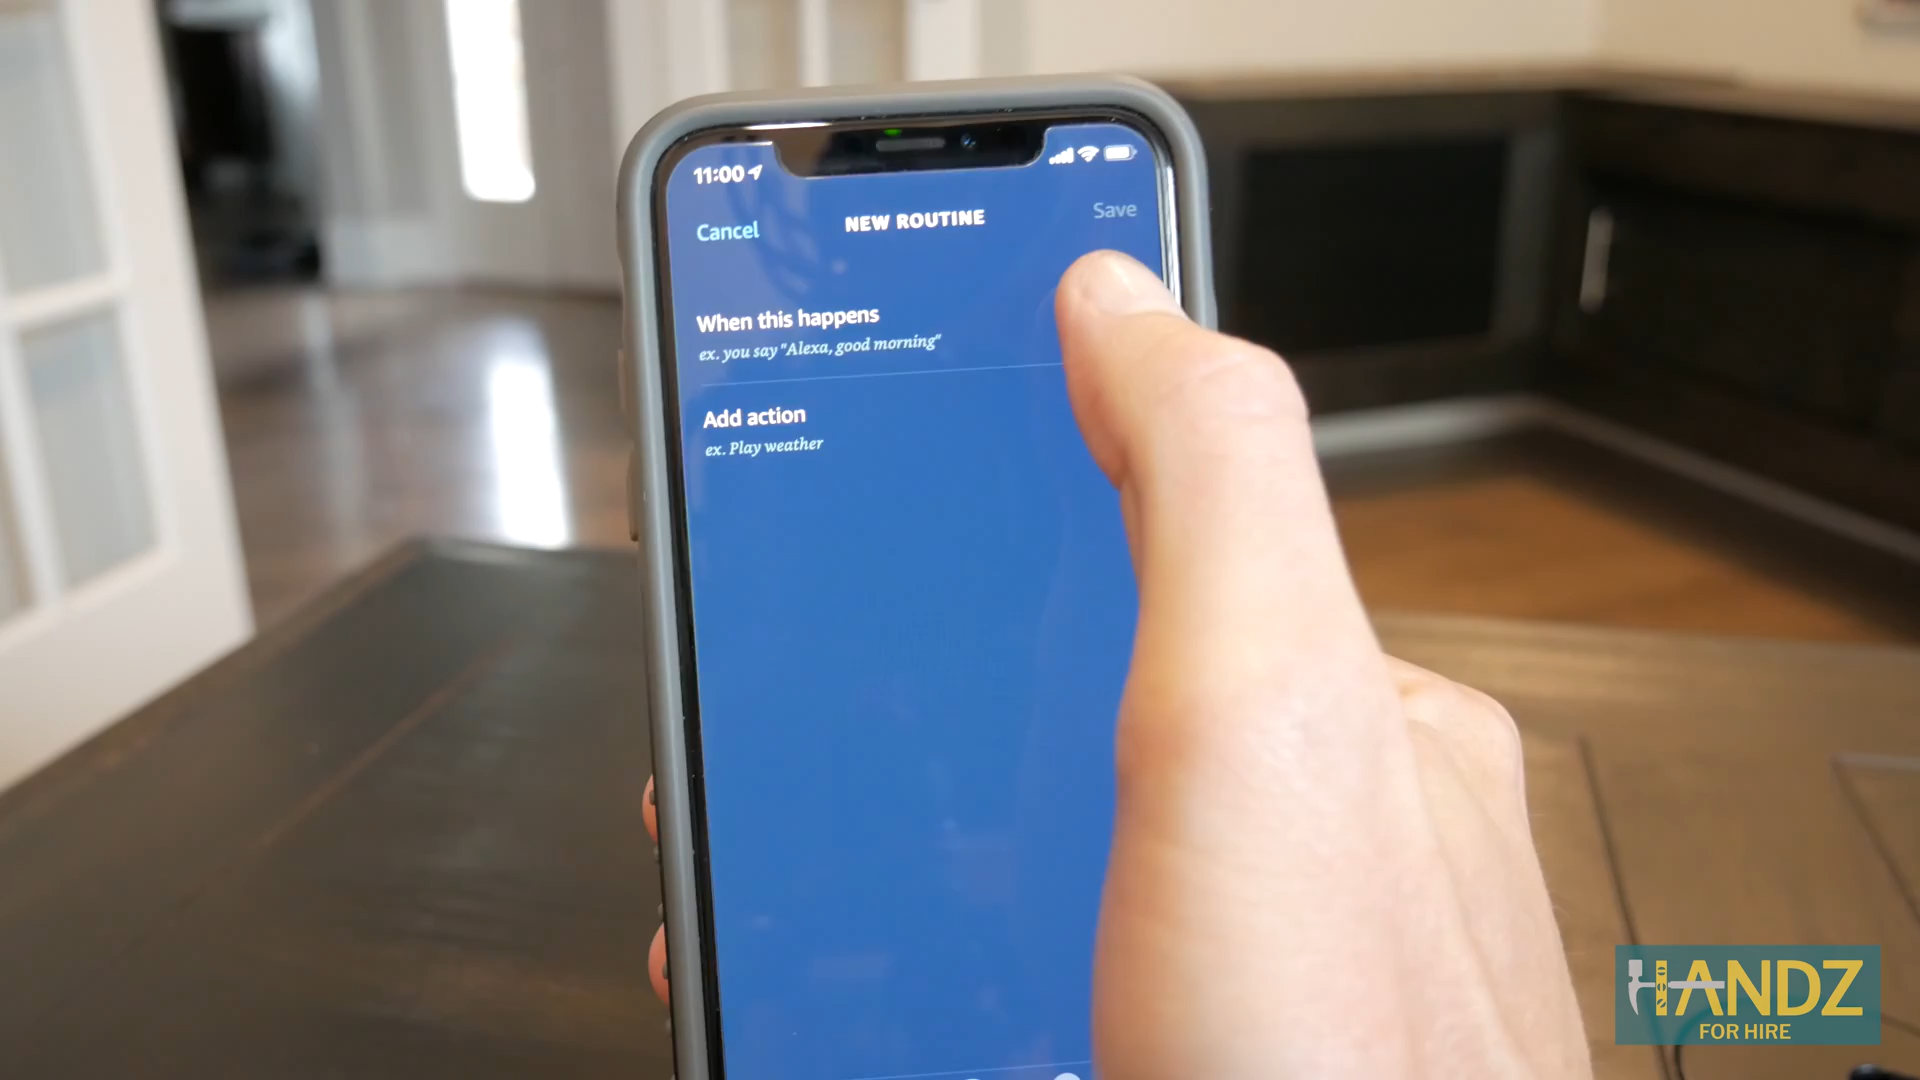 11:00
Cancel
NEW ROUTINE
Save
When this happens
ex. you say "Alexa, good morning"
Add action
ex. Play weather
HANDZ
FOR HIRE